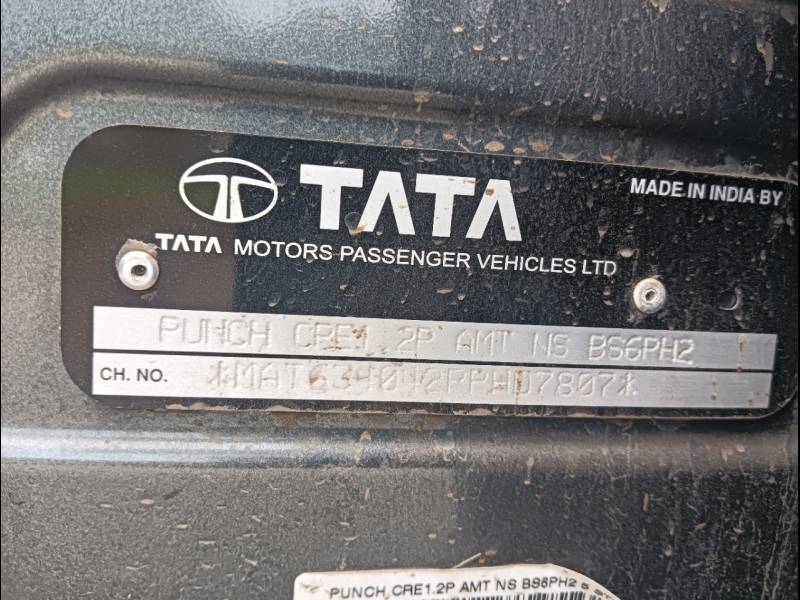 TATA
MADE IN INDIA BY
TATA MOTORS PASSENGER VEHICLES LTD
PUNCH CRE1.2P AMT NS BS6PH2
CH. NO.
PUNCH CRE1.2P AMT NS BS6PH2